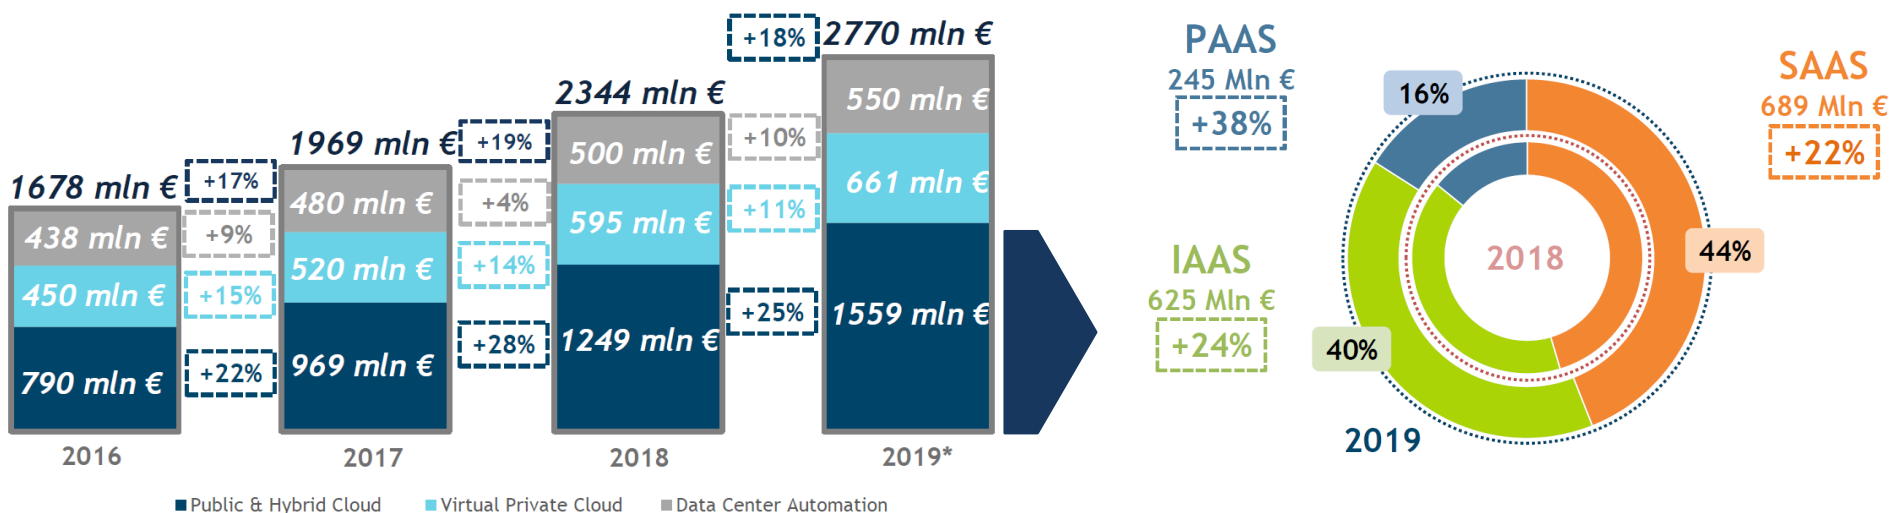 1678 mln €
438 mln €
450 mln €
790 mln €
2016
+17%
+9%
+15%
+22%
1969 mln €
480 mln €
520 mln €
969 mln €
2017
+19%
+4%
+14%
+28%
2344 mln €
500 mln €
595 mln €
1249 mln €
2018
+18%
+10%
+11%
+25%
2770 mln €
550 mln €
661 mln €
1559 mln €
2019*
Public & Hybrid Cloud
Virtual Private Cloud
Data Center Automation
PAAS
245 Mln €
+38%
IAAS
625 Mln €
+24%
16%
40%
44%
2018
2019
SAAS
689 Mln €
+22%